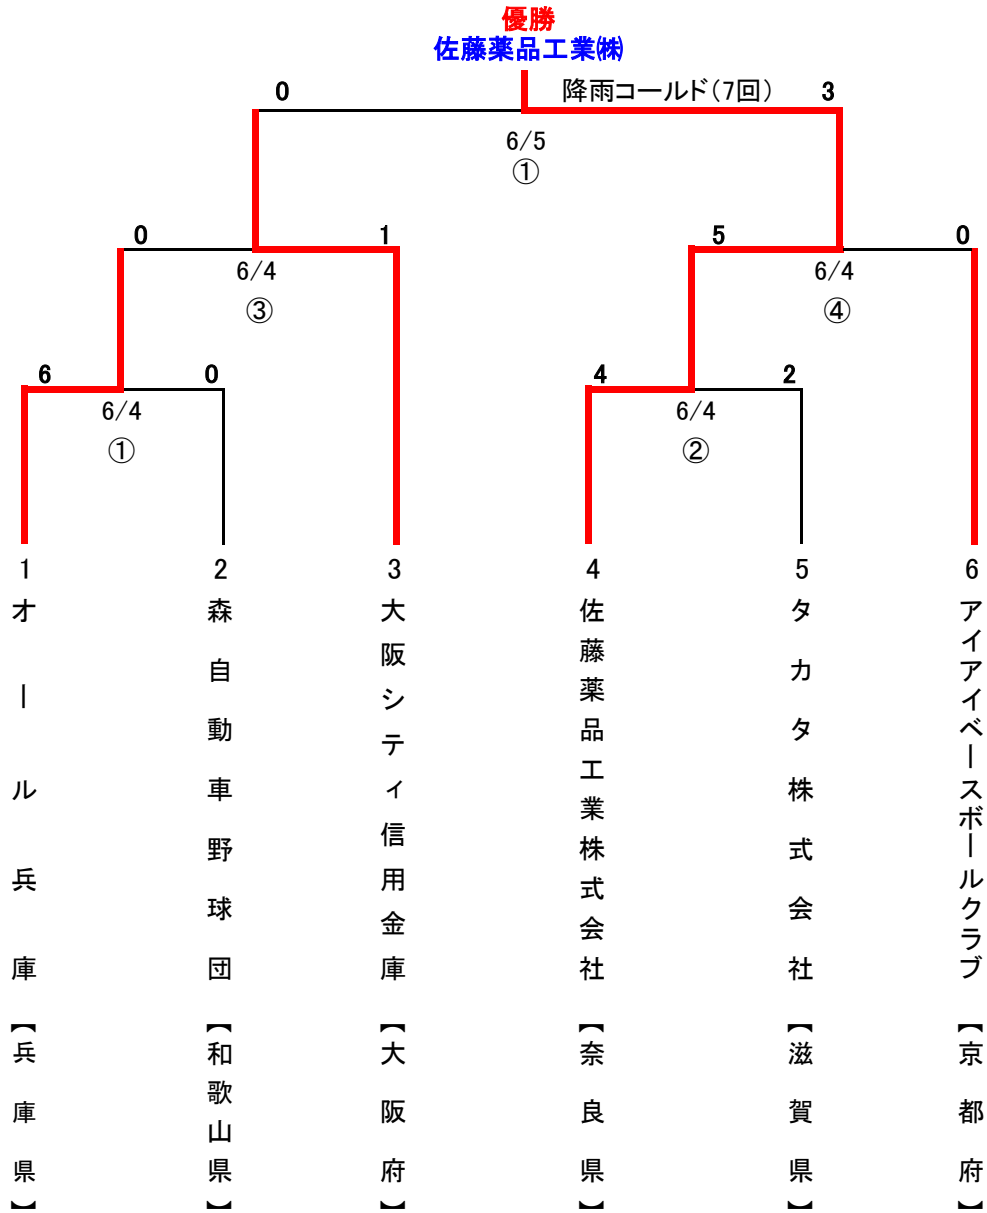 優勝
佐藤薬品工業㈱
0
降雨コールド(7回)
3
6/5
①
0
1
5
0
6/4
③
6/4
④
6
0
4
2
6/4
①
6/4
②
1
2
3
4
5
6
オール兵庫【兵庫県】
森自動車野球団【和歌山県】
大阪シティ信用金庫【大阪府】
佐藤薬品工業株式会社【奈良県】
タカタ株式会社【滋賀県】
アイアイベースボールクラブ【京都府】